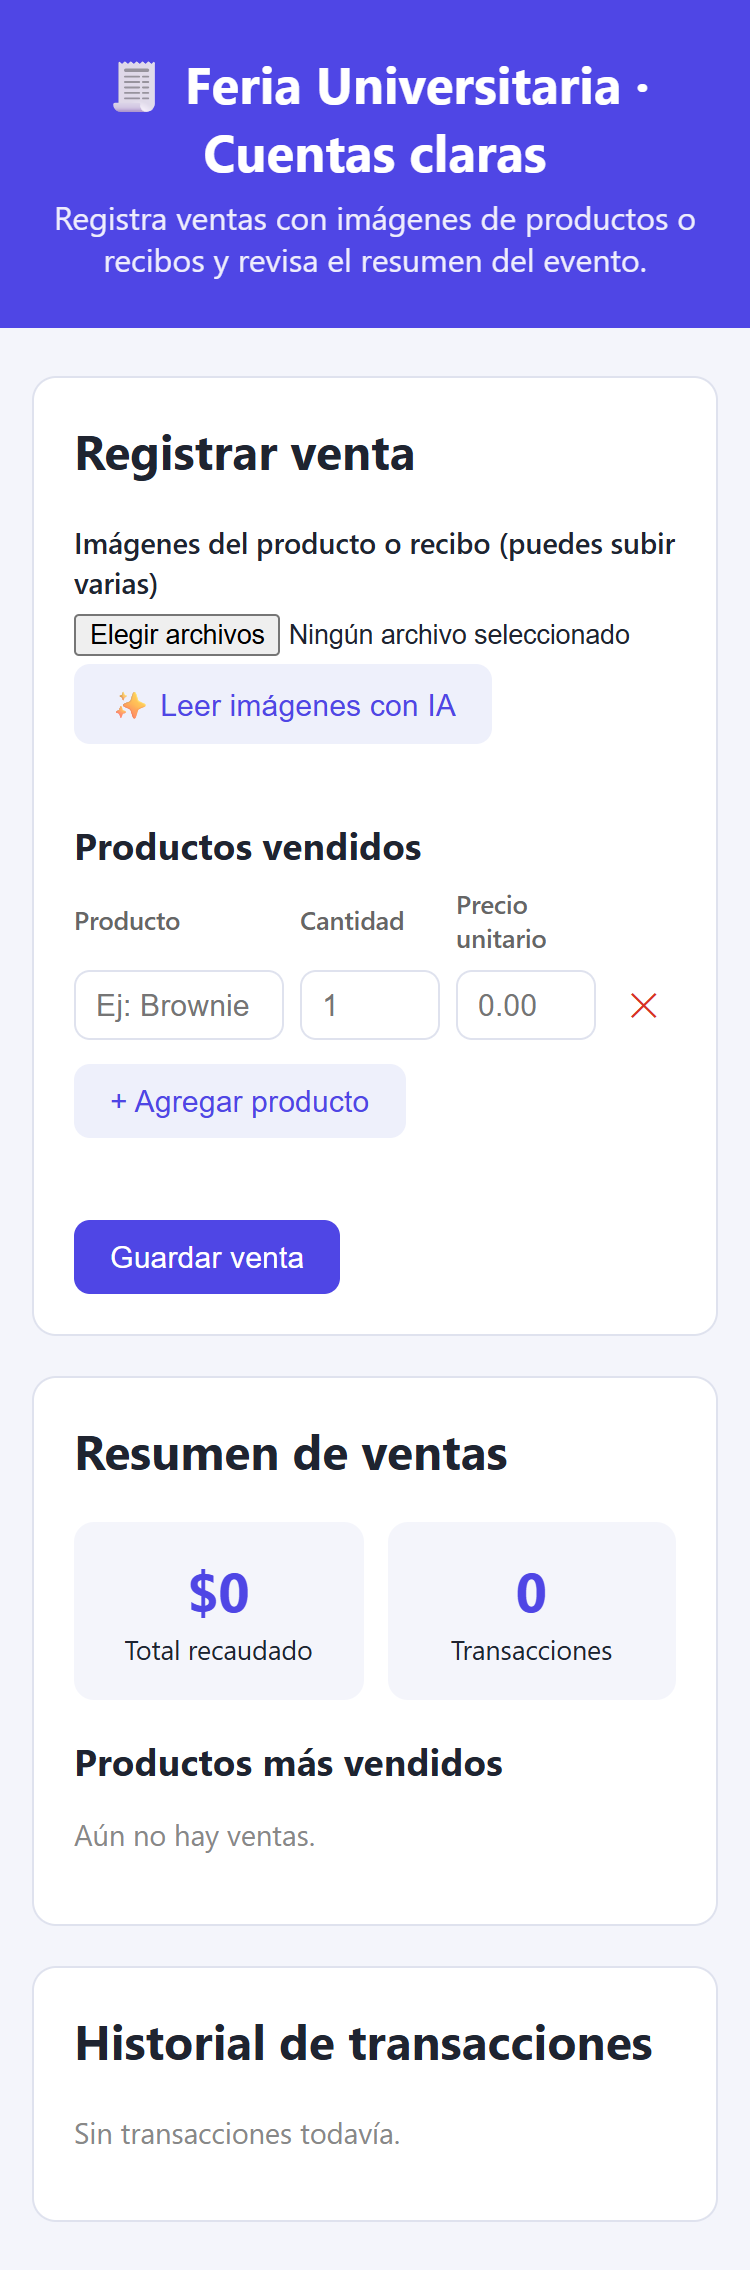 🧾 Feria Universitaria ·
Cuentas claras
Registra ventas con imágenes de productos o
recibos y revisa el resumen del evento.
Registrar venta
Imágenes del producto o recibo (puedes subir
varias)
Elegir archivos Ningún archivo seleccionado
✨ Leer imágenes con IA
Productos vendidos
Producto Cantidad Precio
unitario
Ej: Brownie 1 0.00
+ Agregar producto
Guardar venta
Resumen de ventas
$0 0
Total recaudado Transacciones
Productos más vendidos
Aún no hay ventas.
Historial de transacciones
Sin transacciones todavía.